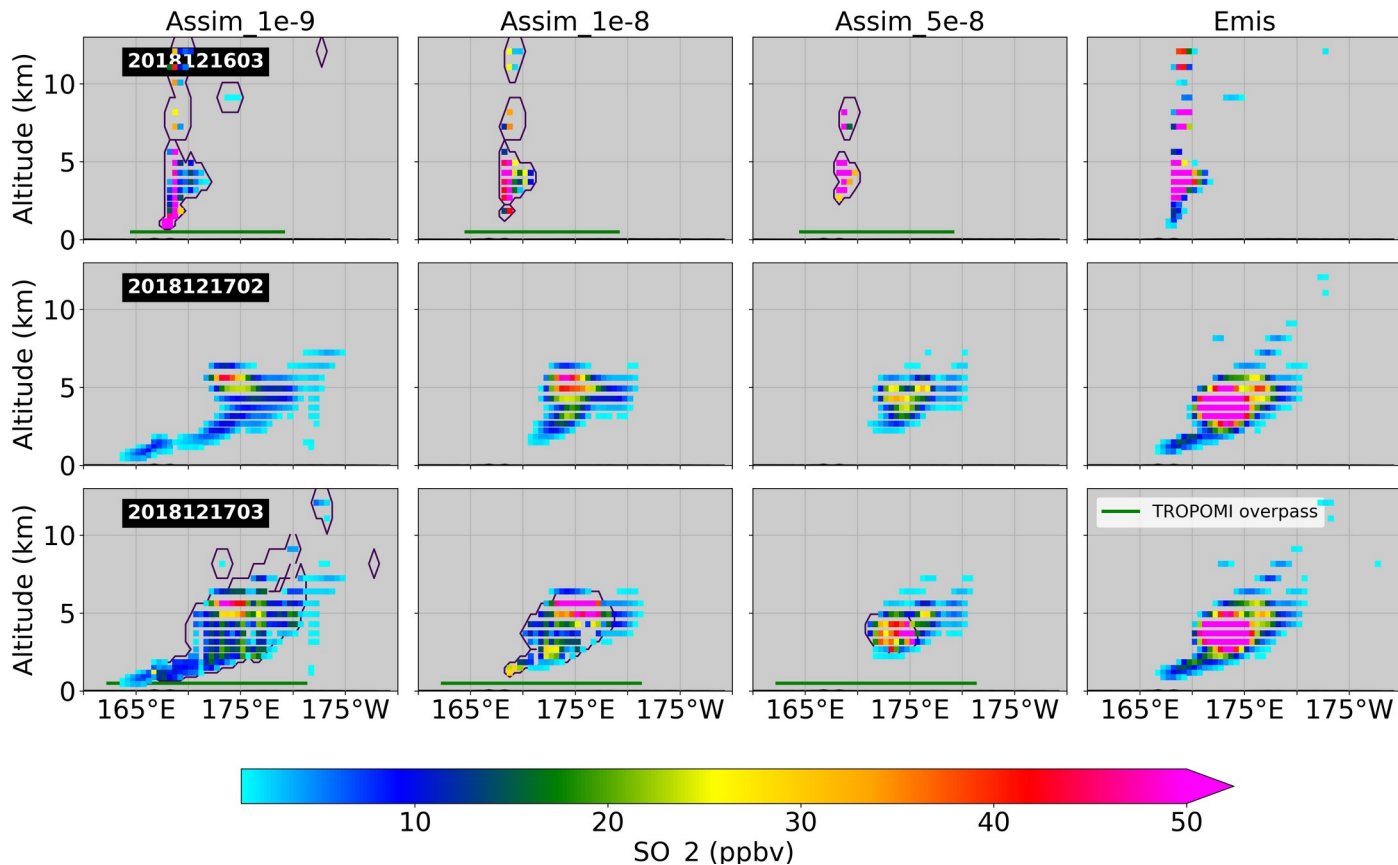 Assim_1e-9 Assim_1e-8 Assim_5e-8 Emis
Altitude (km)
10
5
0
2018121603
Altitude (km)
10
5
0
2018121702
Altitude (km)
10
5
0
2018121703
TROPOMI overpass
165°E 175°E 175°W 165°E 175°E 175°W 165°E 175°E 175°W 165°E 175°E 175°W
10 20 30 40 50
SO_2 (ppbv)